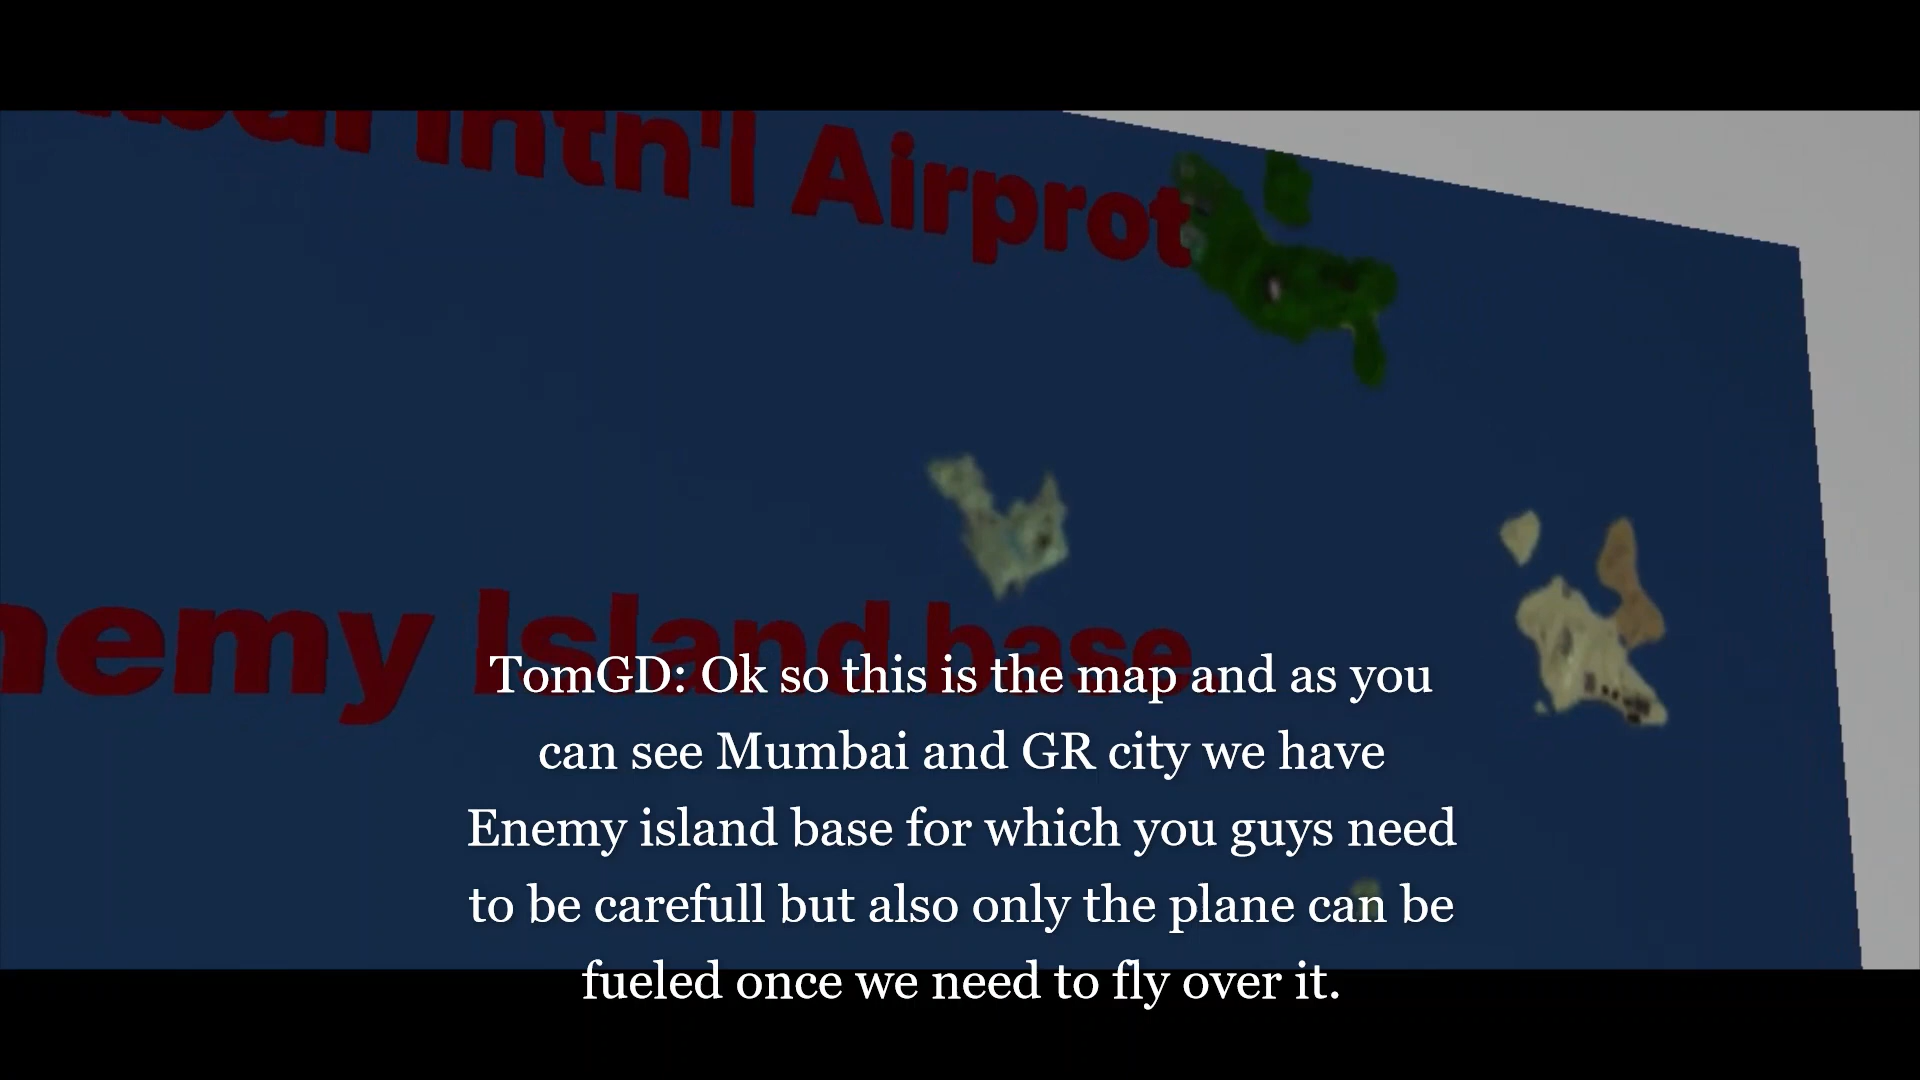 Intn'l Airprot
Island base
TomGD: Ok so this is the map and as you
can see Mumbai and GR city we have
Enemy island base for which you guys need
to be carefull but also only the plane can be
fueled once we need to fly over it.